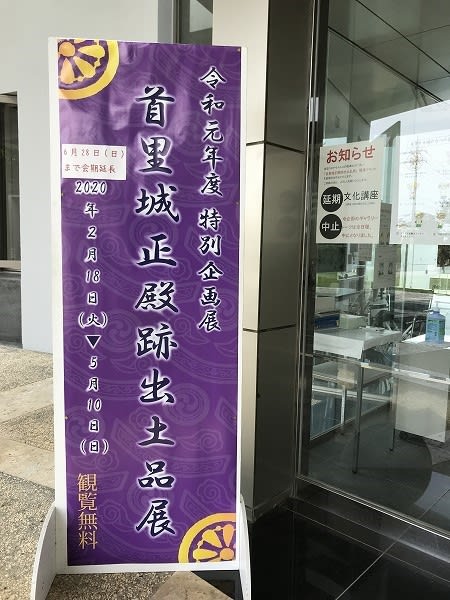 令和元年度 特別企画展
首里城正殿跡出土品展
6月28日(日)
まで会期延長
2020年2月18日(火)▼5月10日(日)
観覧無料
お知らせ
延期 文化講座
中止